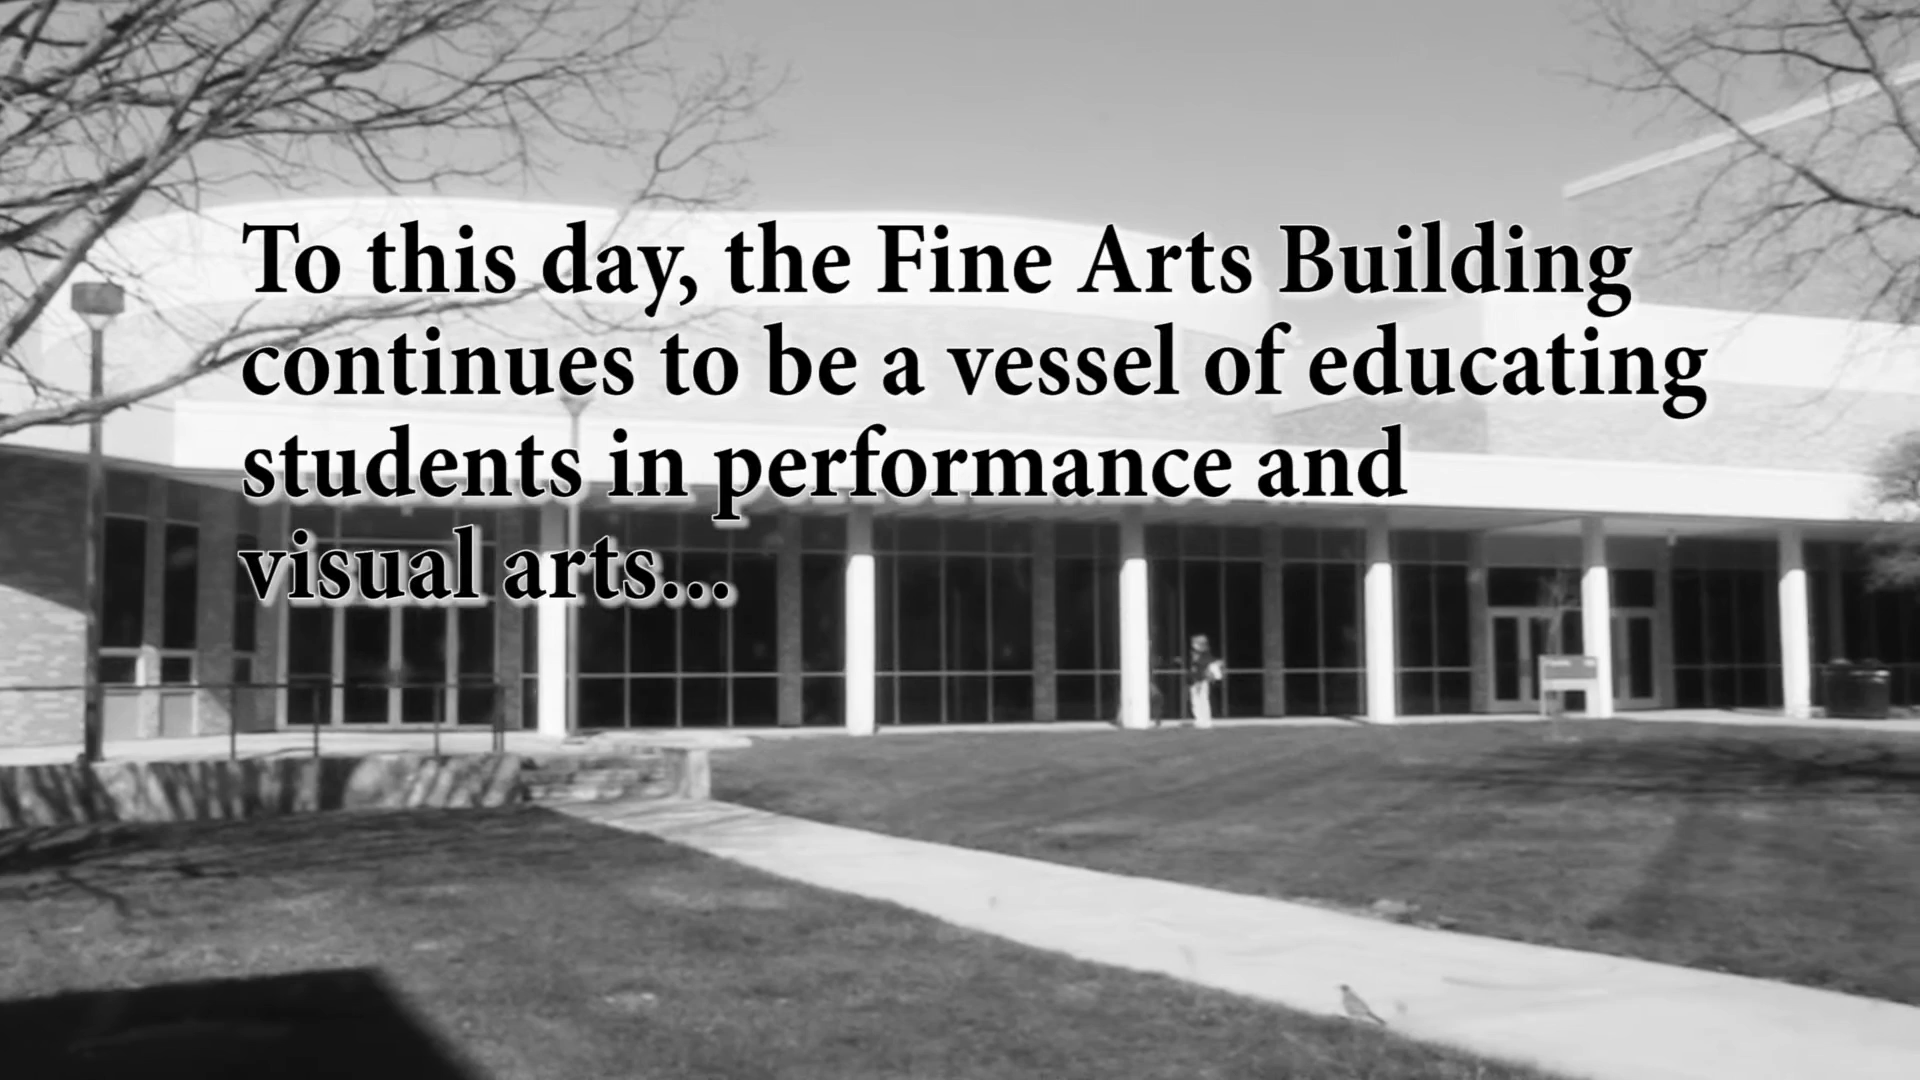 To this day, the Fine Arts Building
continues to be a vessel of educating
students in performance and
visual arts...